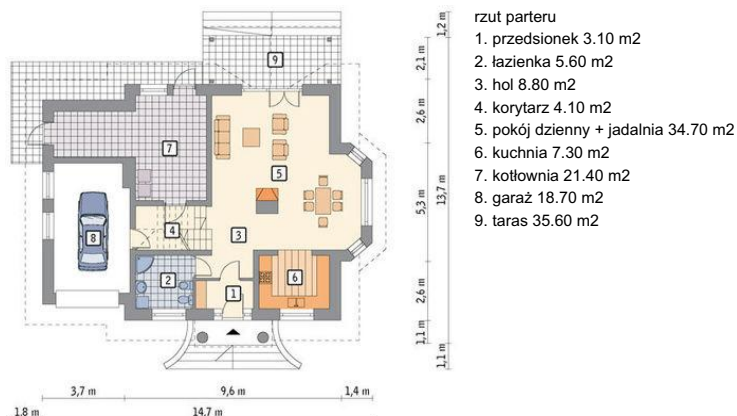 rzut parteru
1. przedsionek 3.10 m2
2. łazienka 5.60 m2
3. hol 8.80 m2
4. korytarz 4.10 m2
5. pokój dzienny + jadalnia 34.70 m2
6. kuchnia 7.30 m2
7. kotłownia 21.40 m2
8. garaż 18.70 m2
9. taras 35.60 m2
9
7
5
4
3
8
2
1
6
1,2 m
2,1 m
2,6 m
5,3 m
13,7 m
2,6 m
1,1 m
1,1 m
3,7 m
9,6 m
1,4 m
1,8 m
14,7 m